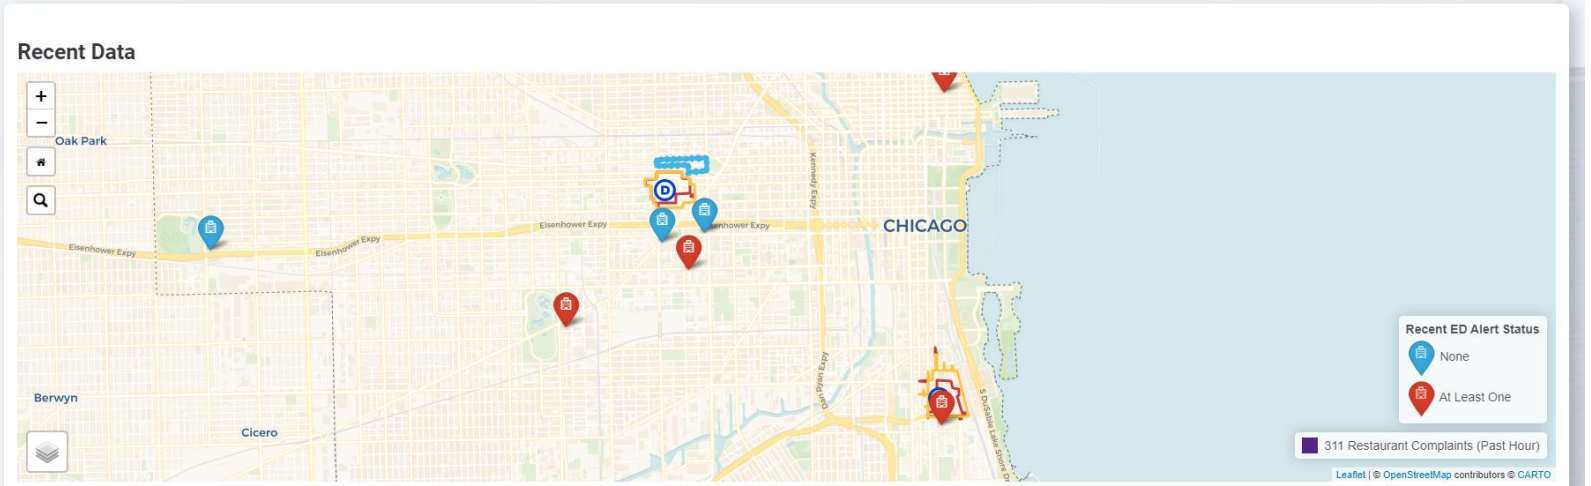 Recent Data
+
−
Oak Park
Kennedy Expy
D
Eisenhower Expy
Eisenhower Expy
Eisenhower Expy
CHICAGO
Eisenhower Expy
Dan Ryan Expy
S DuSable Lake Shore Dr
Berwyn
Cicero
Recent ED Alert Status
None
At Least One
311 Restaurant Complaints (Past Hour)
Leaflet | © OpenStreetMap contributors © CARTO